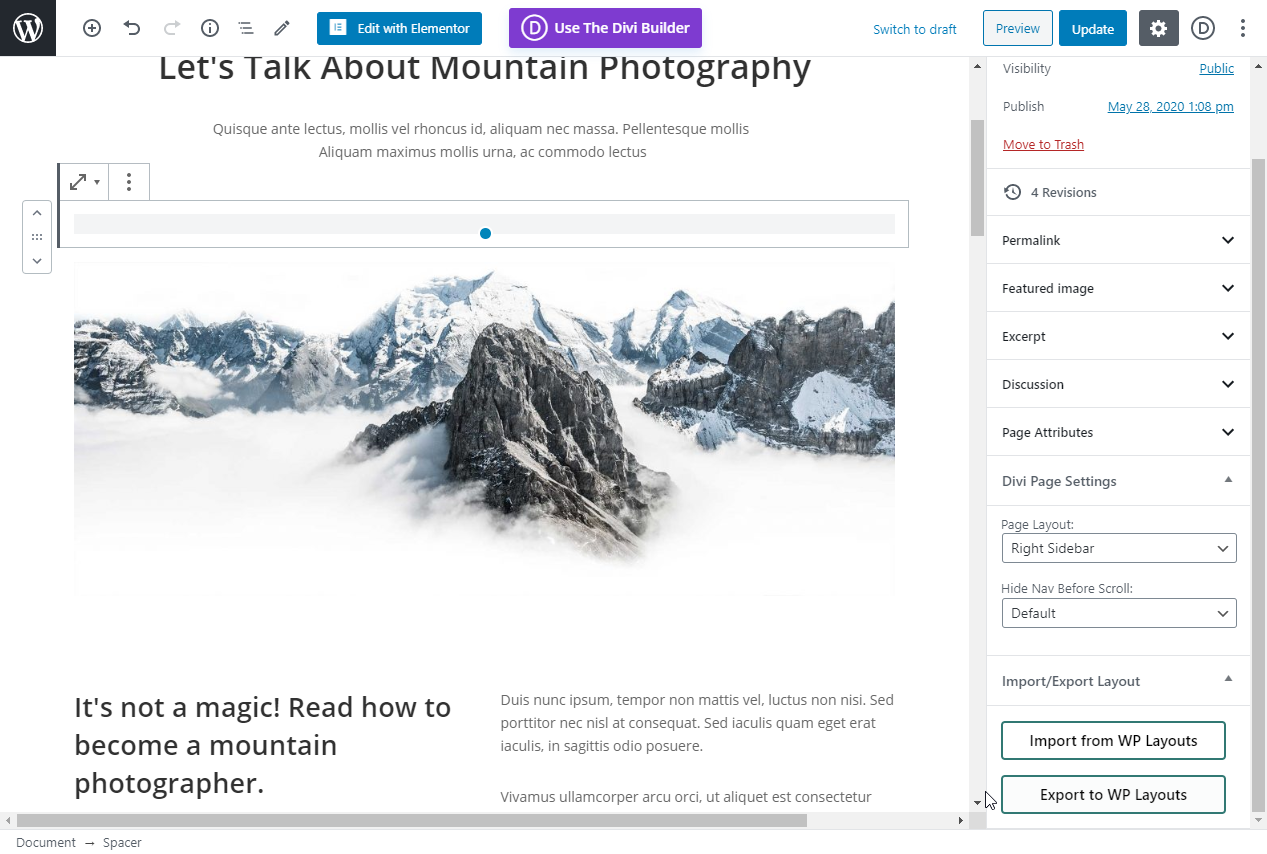 Edit with Elementor
Use The Divi Builder
Switch to draft
Preview
Update
Let's Talk About Mountain Photography
Quisque ante lectus, mollis vel rhoncus id, aliquam nec massa. Pellentesque mollis
Aliquam maximus mollis urna, ac commodo lectus
It's not a magic! Read how to
become a mountain
photographer.
Duis nunc ipsum, tempor non mattis vel, luctus non nisi. Sed
porttitor nec nisl at consequat. Sed iaculis quam eget erat
iaculis, in sagittis odio posuere.
Vivamus ullamcorper arcu orci, ut aliquet est consectetur
Visibility Public
Publish May 28, 2020 1:08 pm
Move to Trash
4 Revisions
Permalink
Featured image
Excerpt
Discussion
Page Attributes
Divi Page Settings
Page Layout:
Right Sidebar
Hide Nav Before Scroll:
Default
Import/Export Layout
Import from WP Layouts
Export to WP Layouts
Document → Spacer